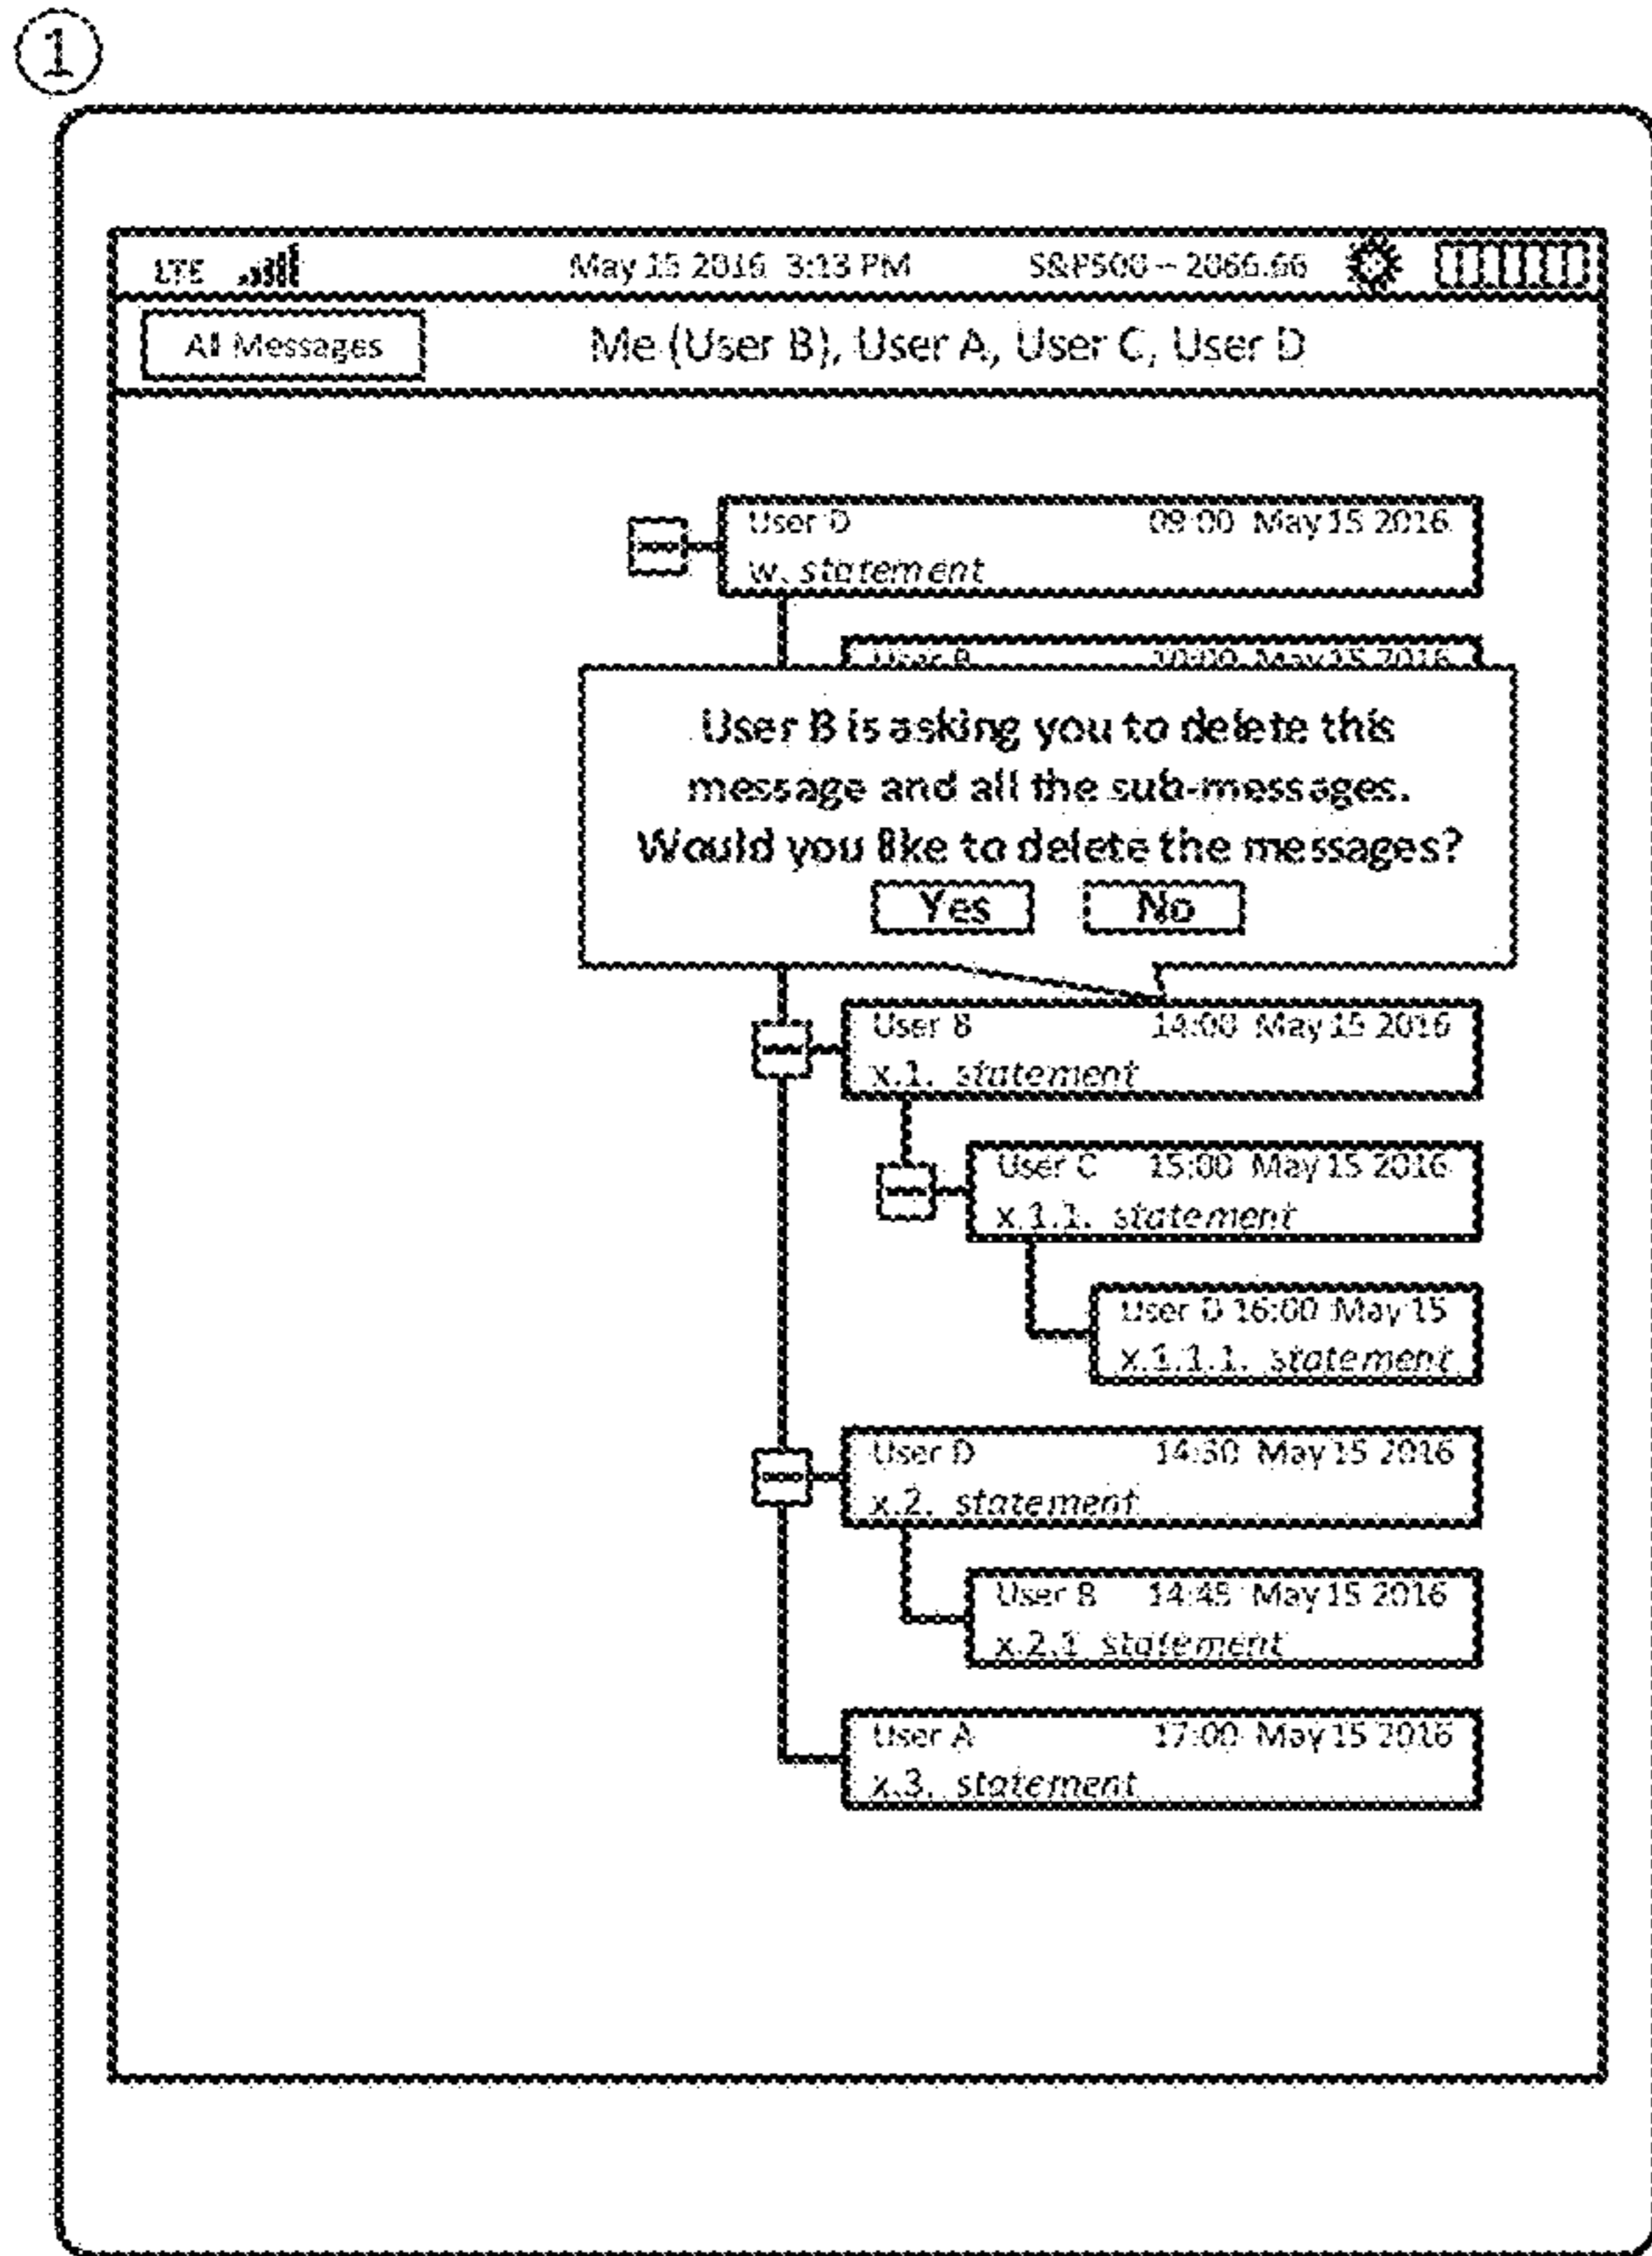 1
LTE May 15 2016 3:13 PM S&P500 – 2066.66
All Messages Me (User B), User A, User C, User D
User D 09:00 May 15 2016
w. statement
10:00 May 15 2016
User B is asking you to delete this
message and all the sub-messages.
Would you like to delete the messages?
Yes No
User B 14:00 May 15 2016
x.1. statement
User C 15:00 May 15 2016
x.1.1. statement
User D 16:00 May 15
x.1.1.1. statement
User D 14:30 May 15 2016
x.2. statement
User B 14:45 May 15 2016
x.2.1 statement
User A 17:00 May 15 2016
x.3. statement